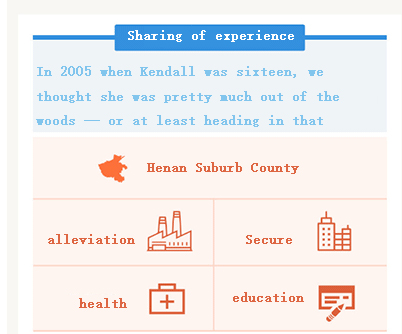 Sharing of experience
In 2005 when Kendall was sixteen, we
thought she was pretty much out of the
woods —— or at least heading in that
Henan Suburb County
alleviation
Secure
health
education